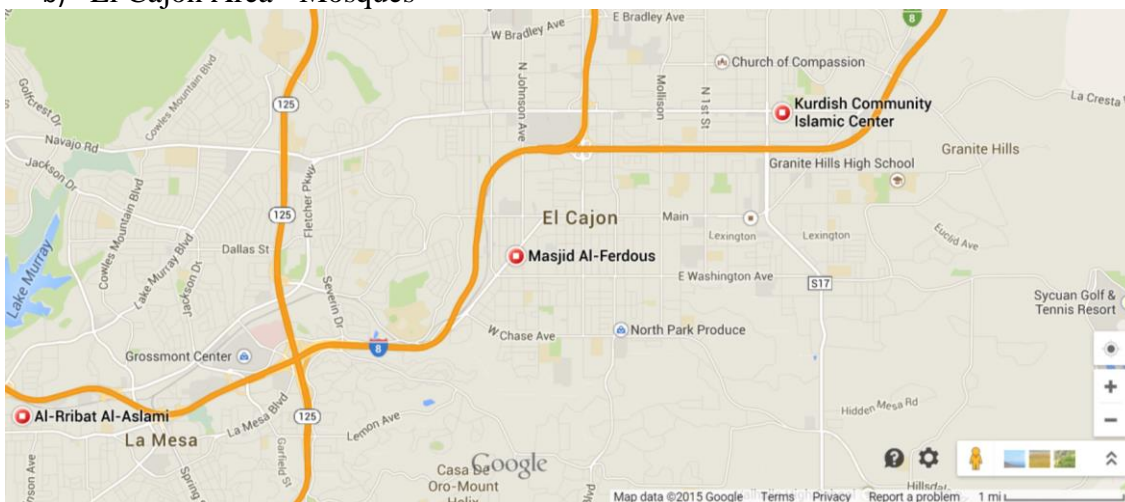 b) El Cajon Area - Mosques
E Bradley Ave
W Bradley Ave
8
Church of Compassion
Golfcrest Dr
Cowles Mountain Blvd
125
N Johnson Ave
Mollison
N 1st St
Kurdish Community
Islamic Center
La Cresta
Navajo Rd
Jackson Dr
Fletcher Pkwy
Granite Hills High School
Granite Hills
125
El Cajon
Main
Lexington
Lexington
Euclid Ave
Lake Murray
Cowles Mountain Blvd
Lake Murray Blvd
Jackson Dr
Dallas St
Masjid Al-Ferdous
E Washington Ave
S17
Sycuan Golf &
Tennis Resort
Severin Dr
W Chase Ave
North Park Produce
Grossmont Center
8
Al-Rribat Al-Aslami
La Mesa
La Mesa Blvd
125
Lemon Ave
Garfield St
Spring
Hidden Mesa Rd
Casa De
Oro-Mount
Helix
Google
Blvd
Map data ©2015 Google Terms Privacy Report a problem 1 mi